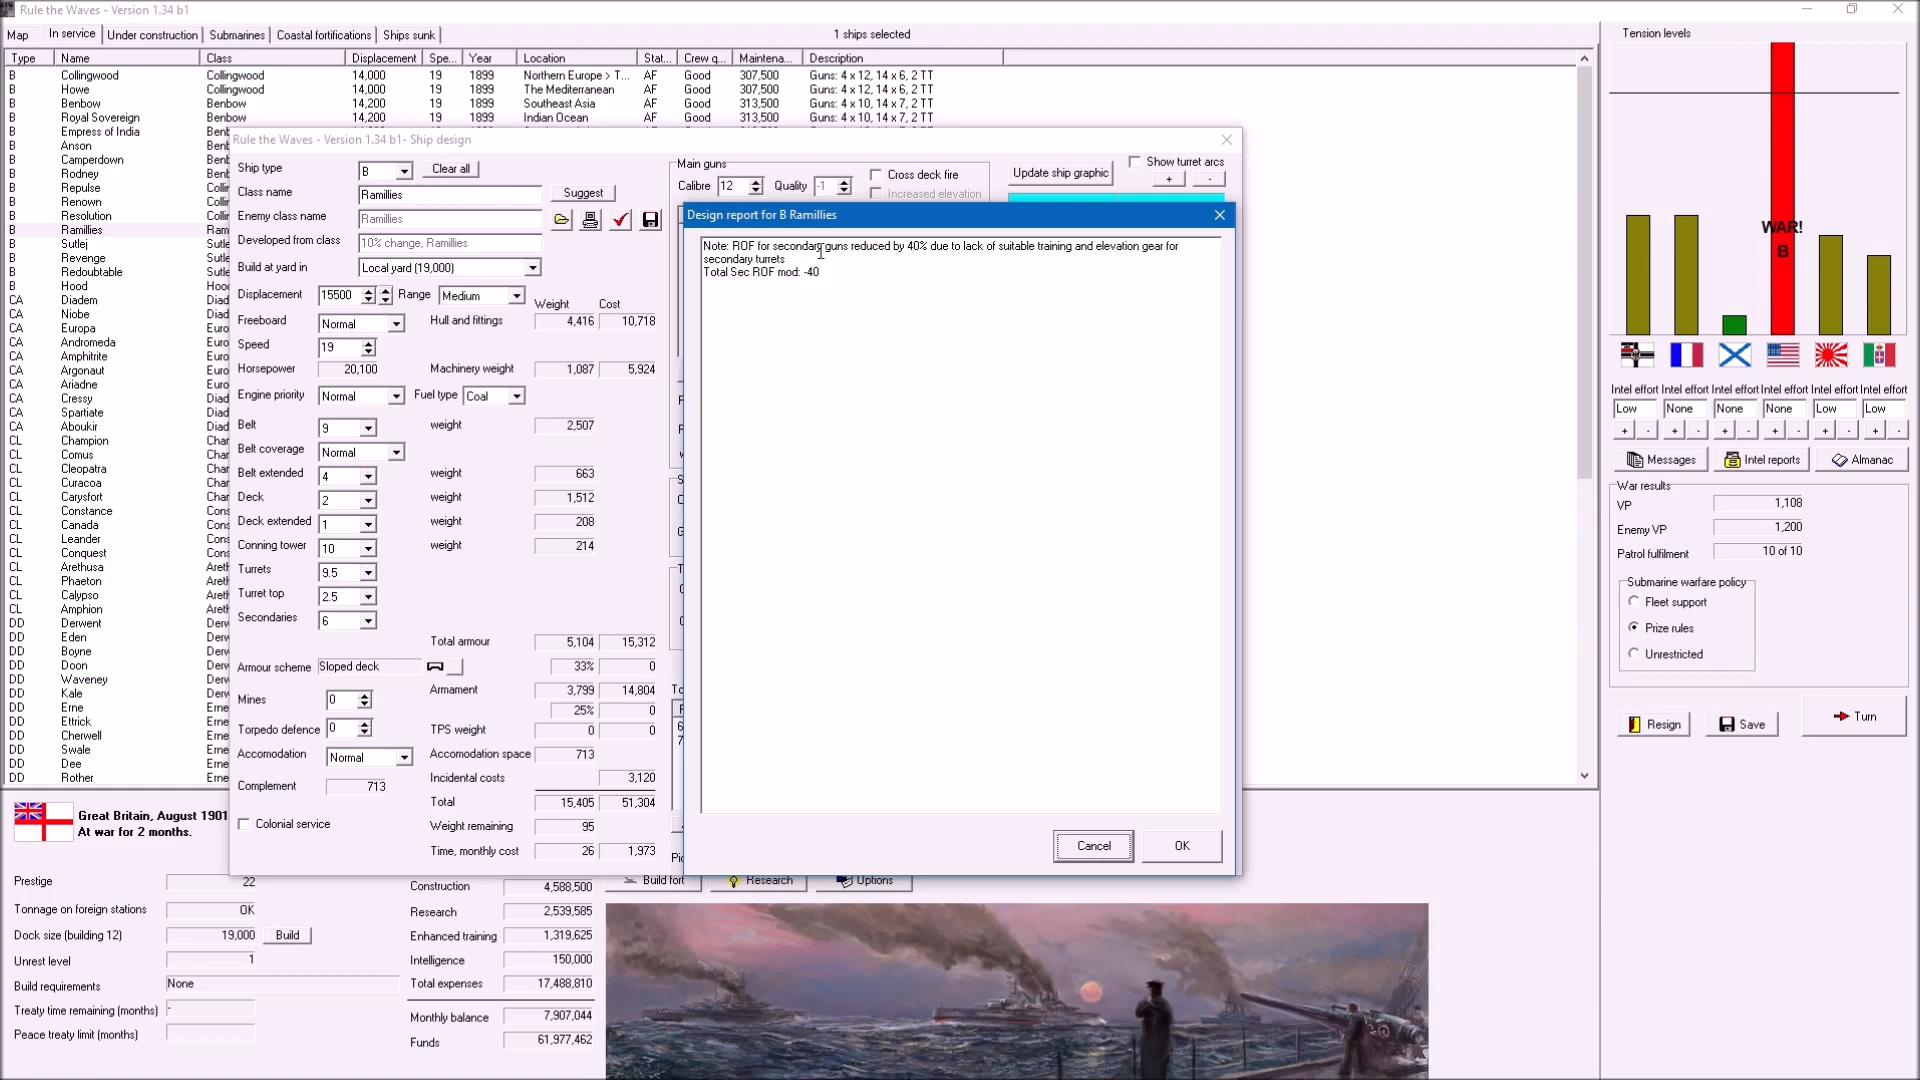 Rule the Waves - Version 1.34 b1
Map In service Under construction Submarines Coastal fortifications Ships sunk 1 ships selected
Type Name Class Displacement Spe... Year Location Stat... Crew q... Maintena... Description
B Collingwood Collingwood 14,000 19 1899 Northern Europe > T... AF Good 307,500 Guns: 4 x 12, 14 x 6, 2 TT
B Howe Collingwood 14,000 19 1899 The Mediterranean AF Good 307,500 Guns: 4 x 12, 14 x 6, 2 TT
B Benbow Benbow 14,200 19 1899 Southeast Asia AF Good 313,500 Guns: 4 x 10, 14 x 7, 2 TT
B Royal Sovereign Benbow 14,200 19 1899 Indian Ocean AF Good 313,500 Guns: 4 x 10, 14 x 7, 2 TT
B Empress of India Benb
B Anson Benb
B Camperdown Benb
B Rodney Benb
B Repulse Collin
B Renown Collin
B Resolution Collin
B Ramillies Ram
B Sutlej Sutle
B Revenge Sutle
B Redoubtable Sutle
B Hood Hood
CA Diadem Diad
CA Niobe Diad
CA Europa Euro
CA Andromeda Euro
CA Amphitrite Euro
CA Argonaut Euro
CA Ariadne Euro
CA Cressy Diad
CA Spartiate Diad
CA Aboukir Diad
CL Champion Cha
CL Comus Char
CL Cleopatra Char
CL Curacoa Char
CL Carysfort Char
CL Constance Cons
CL Canada Cons
CL Leander Cons
CL Conquest Cons
CL Arethusa Areth
CL Phaeton Areth
CL Calypso Areth
CL Amphion Areth
DD Derwent Derw
DD Eden Derw
DD Boyne Derw
DD Doon Derw
DD Waveney Derw
DD Kale Derw
DD Erne Erne
DD Ettrick Erne
DD Cherwell Erne
DD Swale Erne
DD Dee Erne
DD Rother Erne
Rule the Waves - Version 1.34 b1- Ship design
Ship type B Clear all
Class name Ramillies Suggest
Enemy class name Ramillies
Developed from class 10% change, Ramillies
Build at yard in Local yard (19,000)
Displacement 15500 Range Medium Weight Cost
Freeboard Normal Hull and fittings 4,416 10,718
Speed 19
Horsepower 20,100 Machinery weight 1,087 5,924
Engine priority Normal Fuel type Coal
Belt 9 weight 2,507
Belt coverage Normal
Belt extended 4 weight 663
Deck 2 weight 1,512
Deck extended 1 weight 208
Conning tower 10 weight 214
Turrets 9.5
Turret top 2.5
Secondaries 6
Total armour 5,104 15,312
Armour scheme Sloped deck 33% 0
Mines 0 Armament 3,799 14,804
25% 0
Torpedo defence 0 TPS weight 0 0
Accomodation Normal Accomodation space 713
Incidental costs 3,120
Complement 713
Total 15,405 51,304
Colonial service Weight remaining 95
Time, monthly cost 26 1,973
Main guns
Calibre 12 Quality -1 Cross deck fire
Increased elevation
Update ship graphic Show turret arcs
+ -
Design report for B Ramillies
Note: ROF for secondary guns reduced by 40% due to lack of suitable training and elevation gear for
secondary turrets
Total Sec ROF mod: -40
Cancel OK
Tension levels
WAR!
B
Intel effort Intel effort Intel effort Intel effort Intel effort Intel effort
Low None None None Low Low
+ - + - + - + - + - + -
Messages Intel reports Almanac
War results
VP 1,108
Enemy VP 1,200
Patrol fulfilment 10 of 10
Submarine warfare policy
Fleet support
Prize rules
Unrestricted
Resign Save Turn
Great Britain, August 1901
At war for 2 months.
Prestige 22
Tonnage on foreign stations OK
Dock size (building 12) 19,000 Build
Unrest level 1
Build requirements None
Treaty time remaining (months) -
Peace treaty limit (months)
Construction 4,588,500
Research 2,539,585
Enhanced training 1,319,625
Intelligence 150,000
Total expenses 17,488,810
Monthly balance 7,907,044
Funds 61,977,462
Build fort Research Options